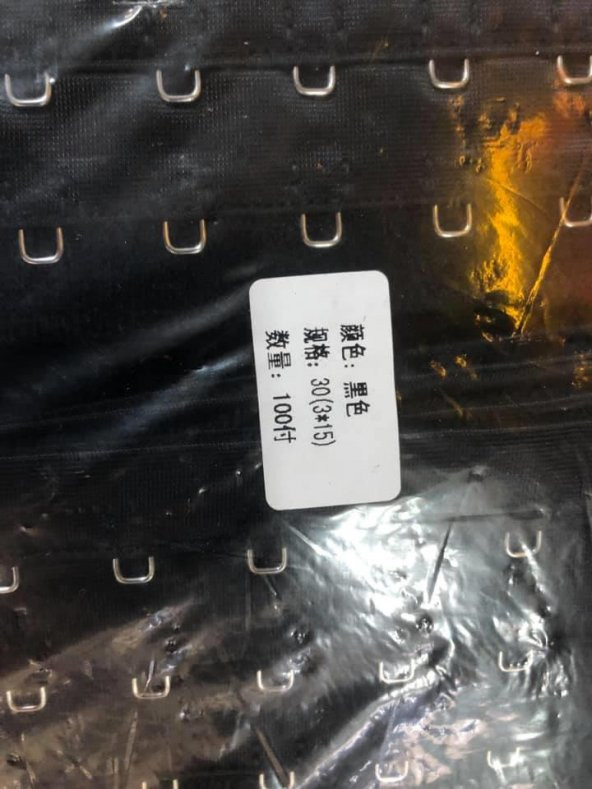 颜色: 黑色
规格: 30(3*15)
数量: 100付